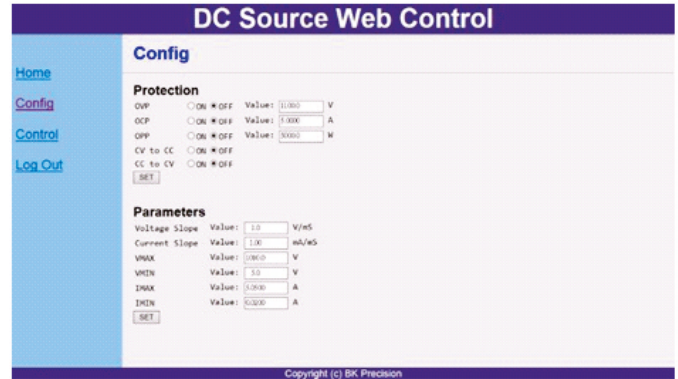 DC Source Web Control
Home
Config
Control
Log Out
Config
Protection
OVP ON OFF Value: V
OCP ON OFF Value: A
OPP ON OFF Value: W
CV to CC ON OFF
CC to CV ON OFF
SET
Parameters
Voltage Slope Value: 1.0 V/mS
Current Slope Value: 1.00 mA/mS
VMAX Value: V
VMIN Value: 3.0 V
IMAX Value: A
IMIN Value: A
SET
Copyright (c) BK Precision